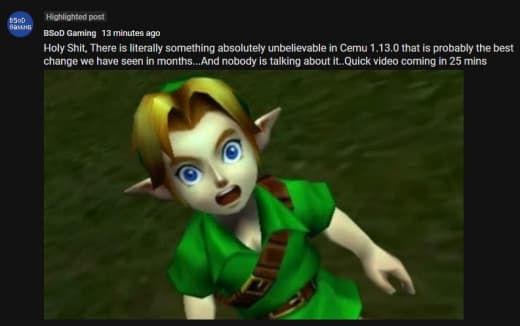 BSoD
GamiNG
Highlighted post
BSoD Gaming 13 minutes ago
Holy Shit, There is literally something absolutely unbelievable in Cemu 1.13.0 that is probably the best
change we have seen in months...And nobody is talking about it..Quick video coming in 25 mins